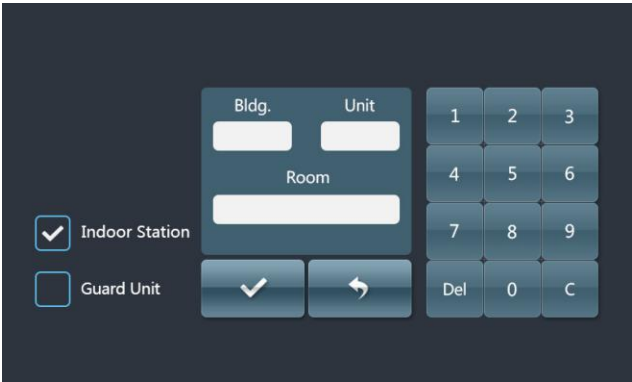 Bldg. Unit
Room
Indoor Station
Guard Unit
1 2 3
4 5 6
7 8 9
Del 0 C